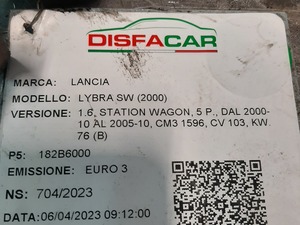 DISFACAR
MARCA: LANCIA
MODELLO: LYBRA SW (2000)
VERSIONE: 1.6, STATION WAGON, 5 P., DAL 2000-
10 AL 2005-10, CM3 1596, CV 103, KW
76 (B)
P5: 182B6000
EMISSIONE: EURO 3
NS: 704/2023
DATA: 06/04/2023 09:12:00